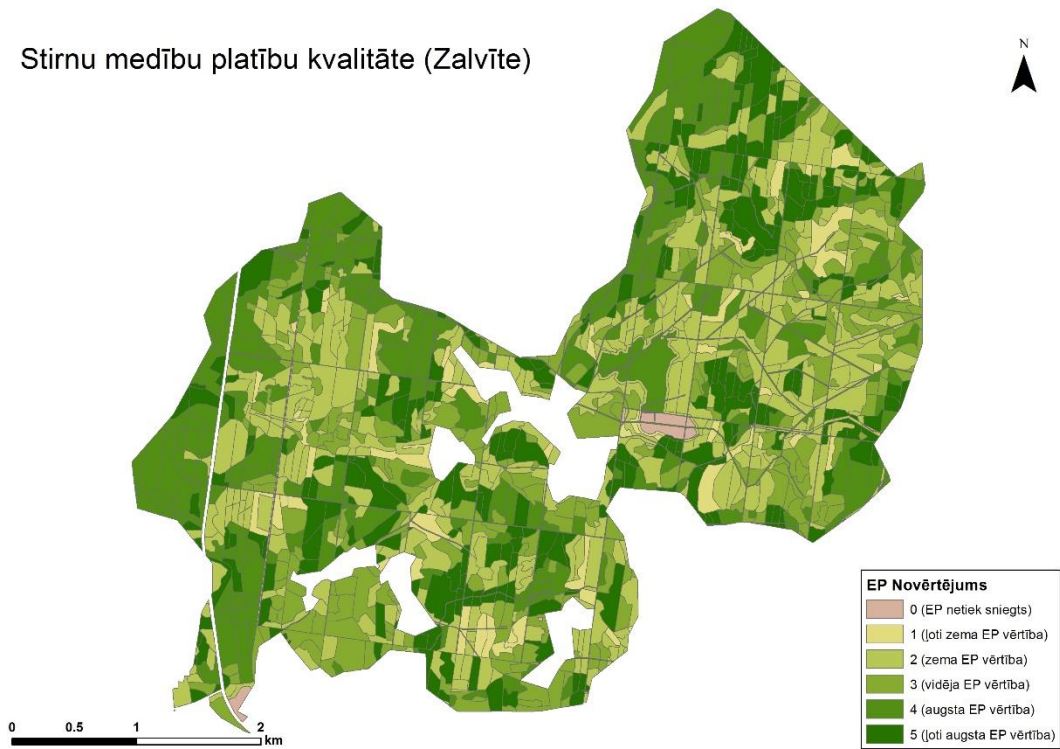 Stirnu medību platību kvalitāte (Zalvīte)
N
EP Novērtējums
0 (EP netiek sniegts)
1 (ļoti zema EP vērtība)
2 (zema EP vērtība)
3 (vidēja EP vērtība)
4 (augsta EP vērtība)
5 (ļoti augsta EP vērtība)
0 0.5 1 2
km